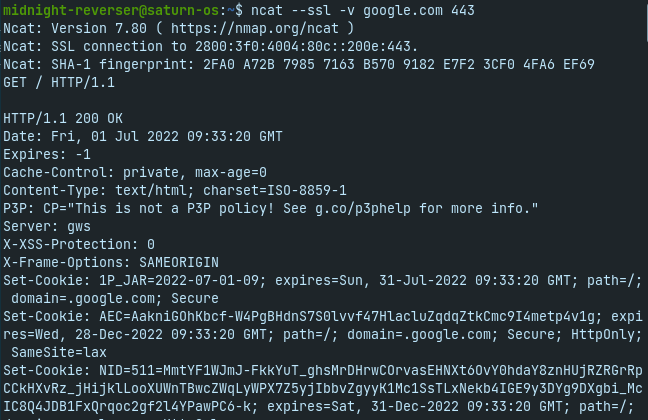 midnight-reverser@saturn-os:~$ ncat --ssl -v google.com 443
Ncat: Version 7.80 ( https://nmap.org/ncat )
Ncat: SSL connection to 2800:3f0:4004:80c::200e:443.
Ncat: SHA-1 fingerprint: 2FA0 A72B 7985 7163 B570 9182 E7F2 3CF0 4FA6 EF69
GET / HTTP/1.1

HTTP/1.1 200 OK
Date: Fri, 01 Jul 2022 09:33:20 GMT
Expires: -1
Cache-Control: private, max-age=0
Content-Type: text/html; charset=ISO-8859-1
P3P: CP="This is not a P3P policy! See g.co/p3phelp for more info."
Server: gws
X-XSS-Protection: 0
X-Frame-Options: SAMEORIGIN
Set-Cookie: 1P_JAR=2022-07-01-09; expires=Sun, 31-Jul-2022 09:33:20 GMT; path=/;
 domain=.google.com; Secure
Set-Cookie: AEC=AakniGOhKbcf-W4PgBHdnS7S0lvvf47HlacluZqdqZtkCmc9I4metp4v1g; expi
res=Wed, 28-Dec-2022 09:33:20 GMT; path=/; domain=.google.com; Secure; HttpOnly;
 SameSite=lax
Set-Cookie: NID=511=MmtYF1WJmJ-FkkYuT_ghsMrDHrwCOrvasEHNXt6OvY0hdaY8znHUjRZRGrRp
CCkHXvRz_jHijklLooXUWnTBwcZWqLyWPX7Z5yjIbbvZgyyK1Mc1SsTLxNekb4IGE9y3DYg9DXgbi_Mc
IC8Q4JDB1FxQrqoc2gf2l4YPawPC6-k; expires=Sat, 31-Dec-2022 09:33:20 GMT; path=/;